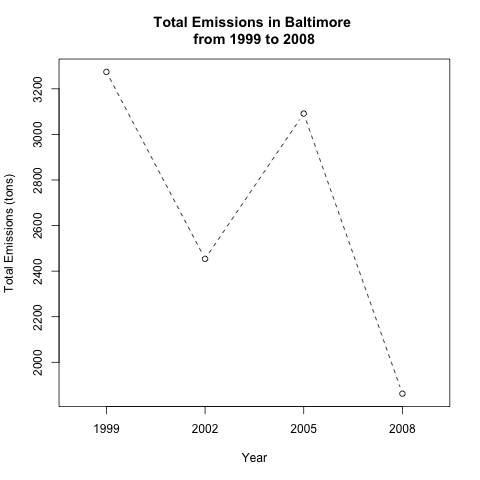 Total Emissions in Baltimore
from 1999 to 2008
Total Emissions (tons)
3200
3000
2800
2600
2400
2200
2000
1999 2002 2005 2008
Year